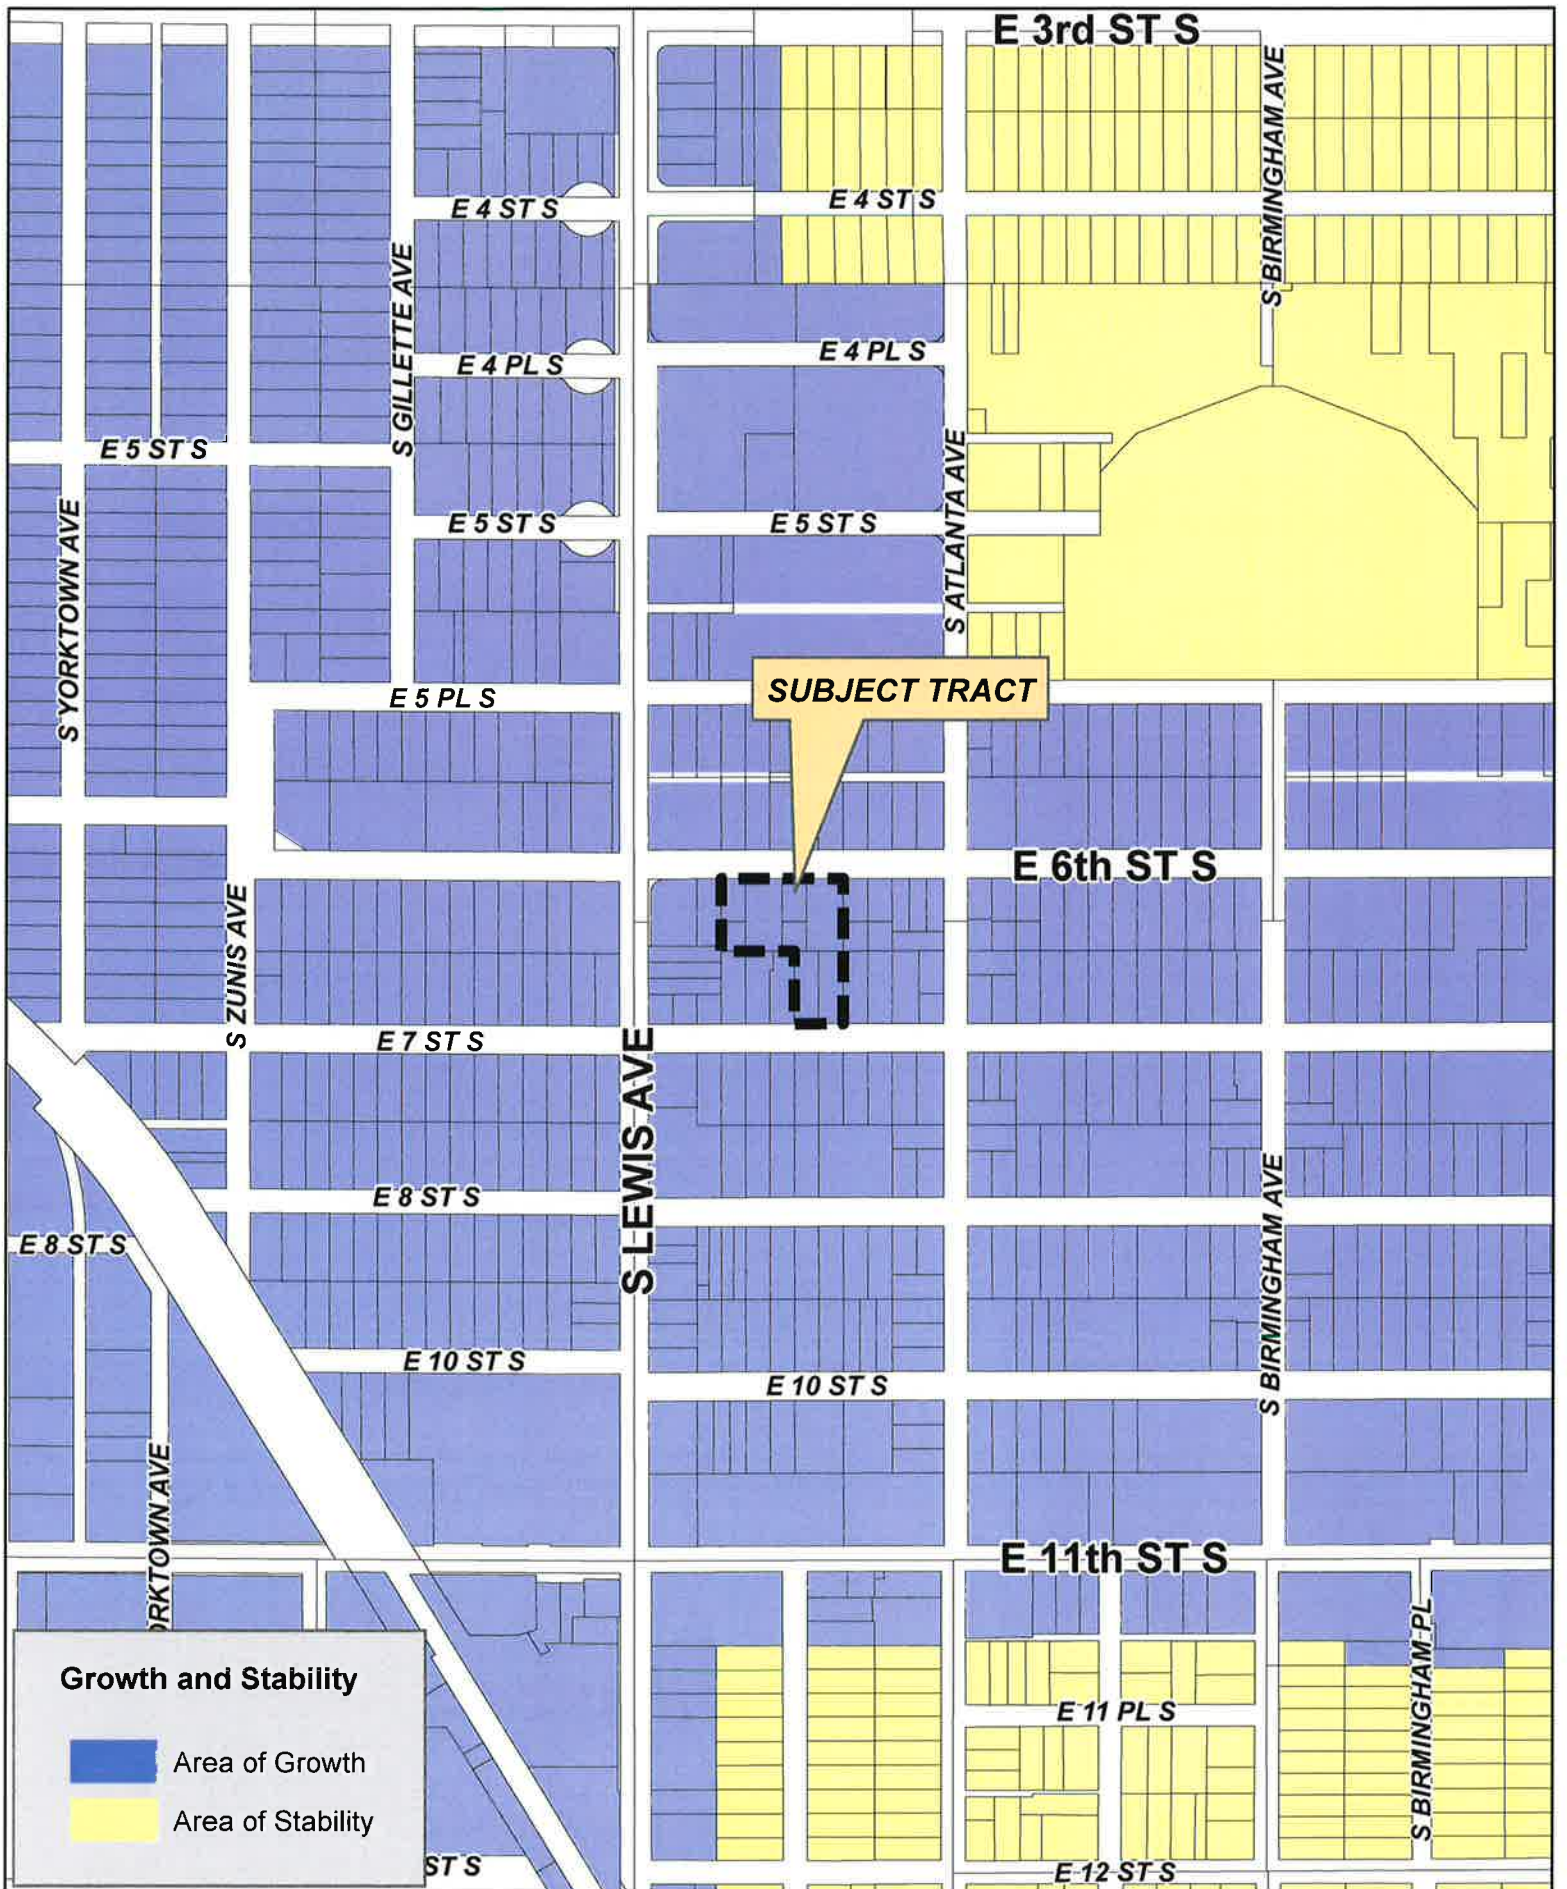 E 3rd ST S
S BIRMINGHAM AVE
E 4 ST S
E 4 ST S
S GILLETTE AVE
E 4 PL S
E 4 PL S
E 5 ST S
S ATLANTA AVE
E 5 ST S
E 5 ST S
S YORKTOWN AVE
E 5 PL S
SUBJECT TRACT
E 6th ST S
S ZUNIS AVE
E 7 ST S
S LEWIS AVE
E 8 ST S
E 8 ST S
S BIRMINGHAM AVE
E 10 ST S
E 10 ST S
ORKTOWN AVE
E 11th ST S
S BIRMINGHAM PL
E 11 PL S
Growth and Stability
Area of Growth
Area of Stability
ST S
E 12 ST S